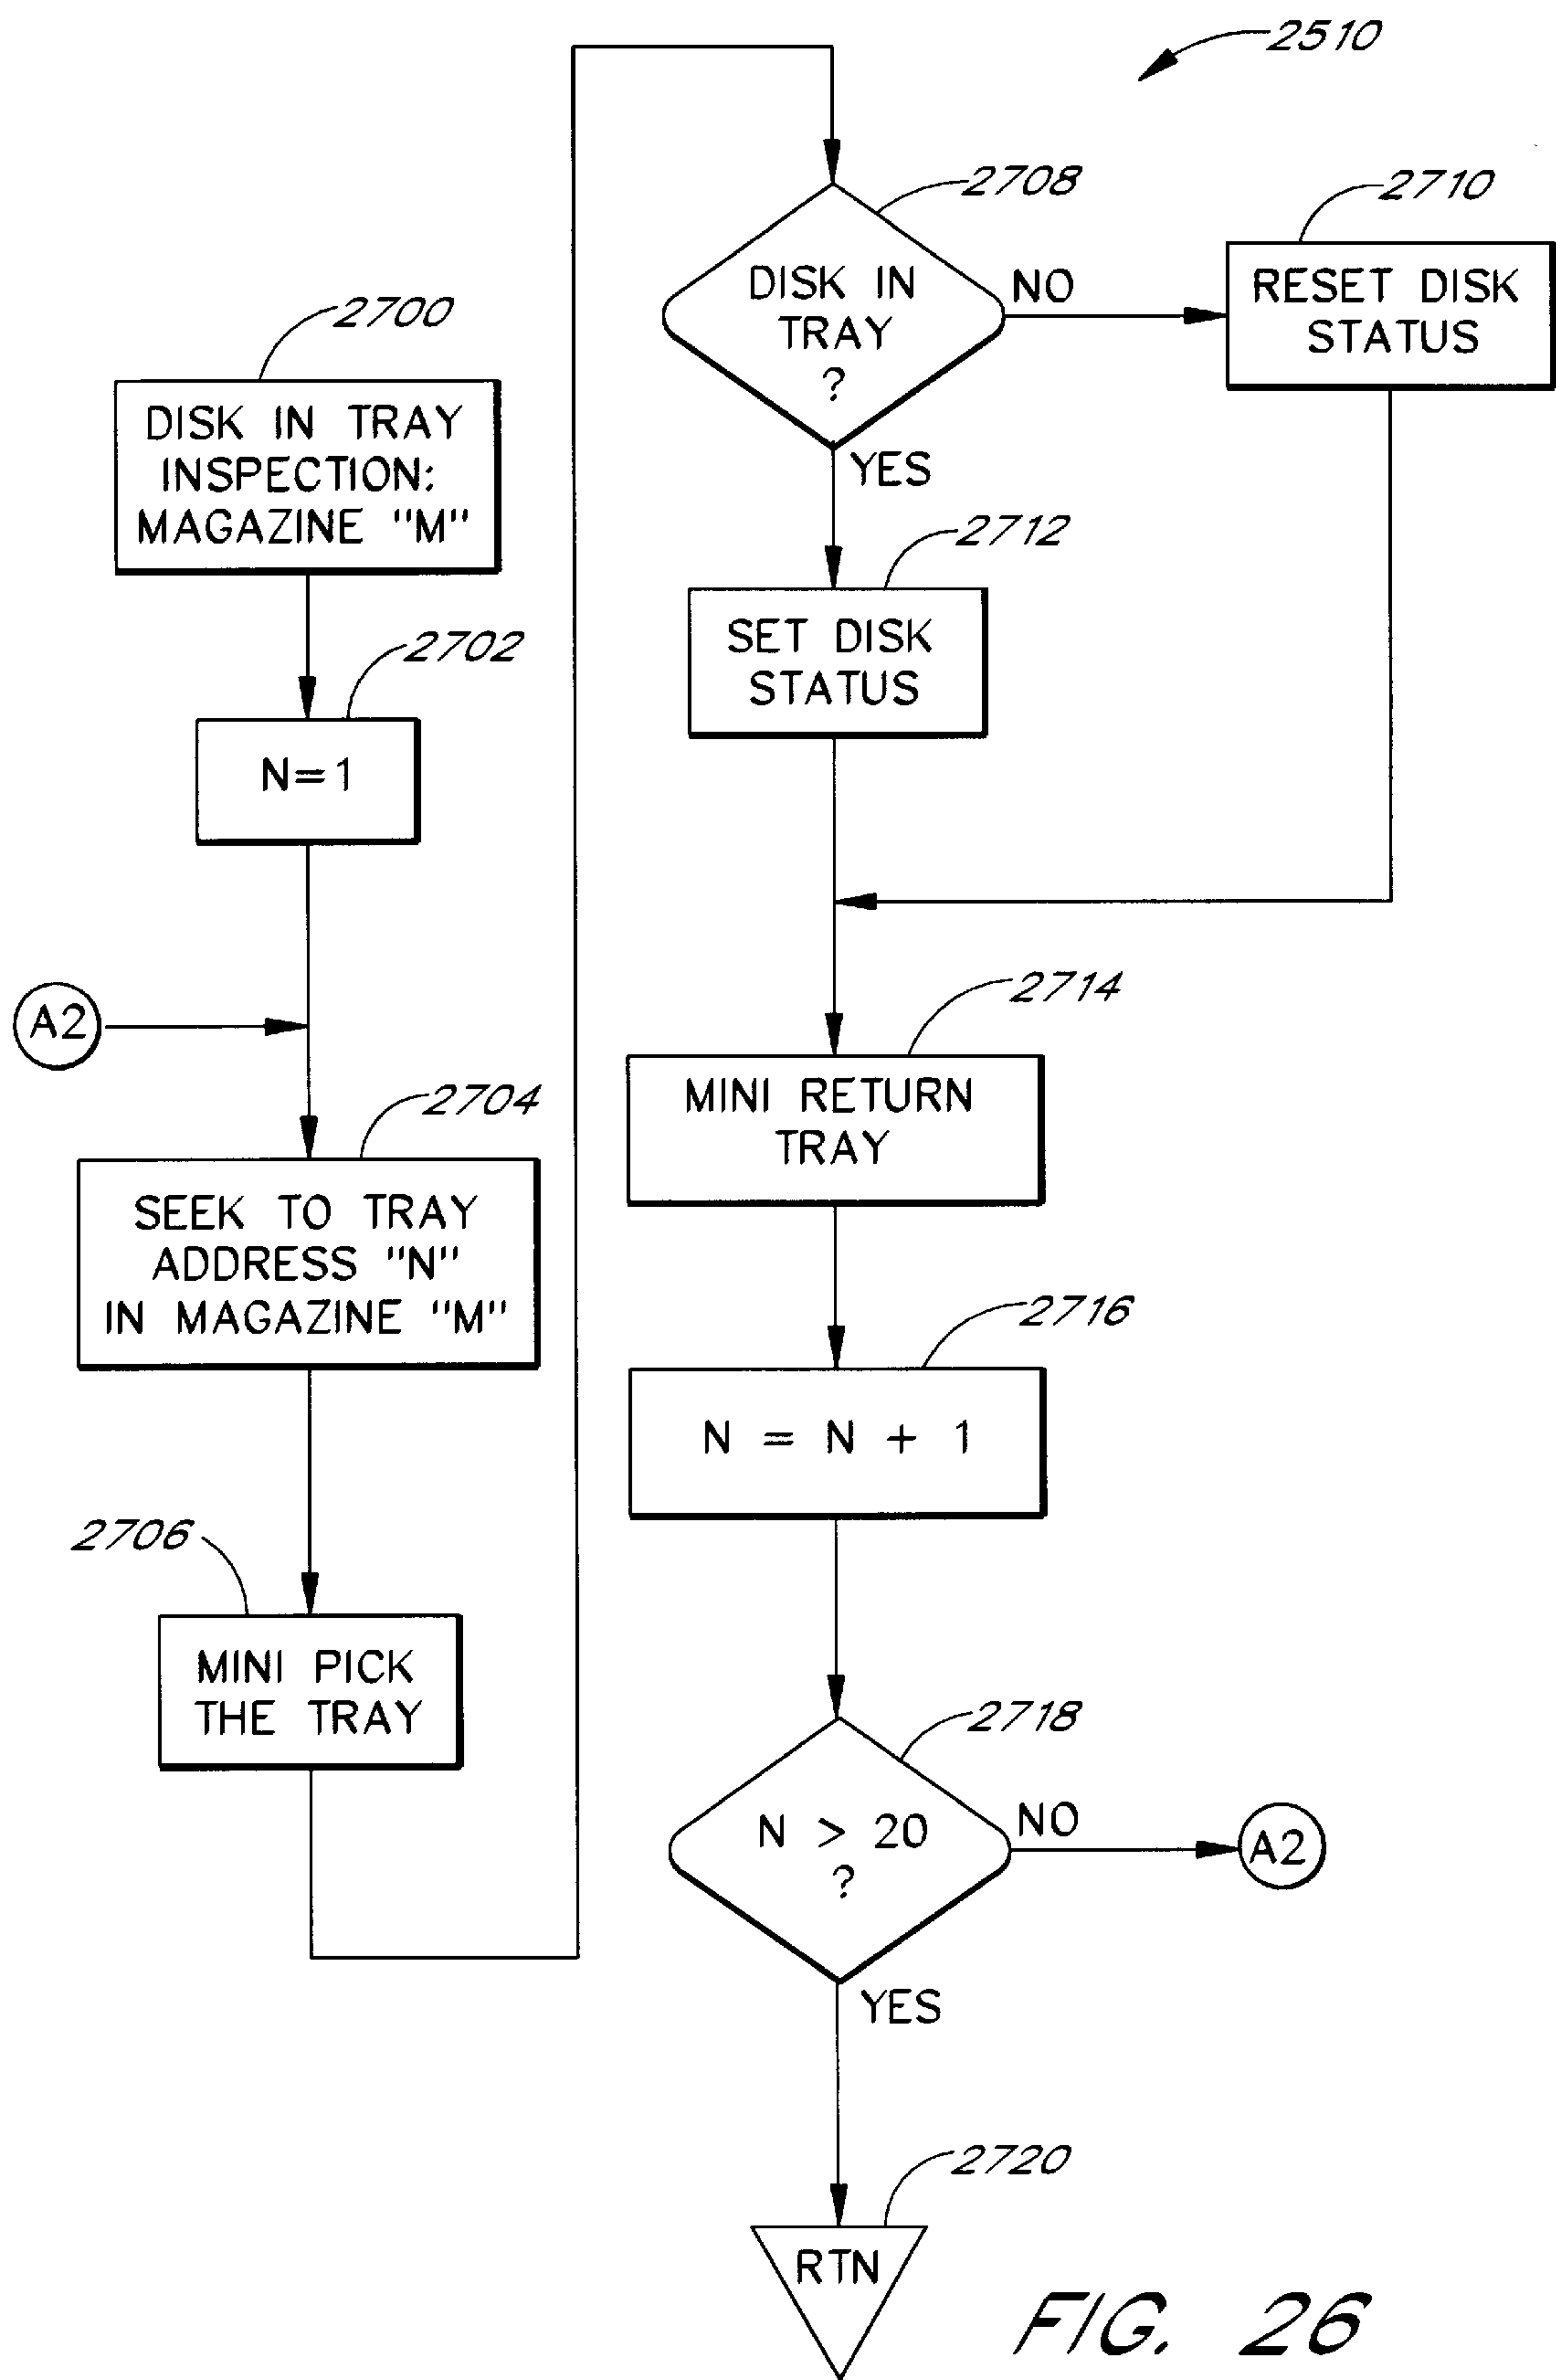 2510
2700
DISK IN TRAY
INSPECTION:
MAGAZINE "M"
2702
N=1
A2
2704
SEEK TO TRAY
ADDRESS "N"
IN MAGAZINE "M"
2706
MINI PICK
THE TRAY
2708
DISK IN
TRAY
?
NO
YES
2710
RESET DISK
STATUS
2712
SET DISK
STATUS
2714
MINI RETURN
TRAY
2716
N = N + 1
2718
N > 20
?
NO
A2
YES
2720
RTN
FIG. 26